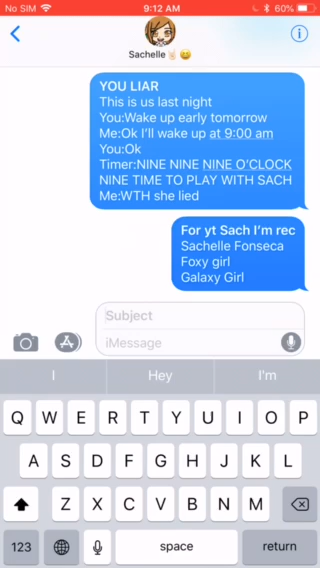 No SIM 9:12 AM 60%
Sachelle
YOU LIAR
This is us last night
You:Wake up early tomorrow
Me:Ok I'll wake up at 9:00 am
You:Ok
Timer:NINE NINE NINE O'CLOCK
NINE TIME TO PLAY WITH SACH
Me:WTH she lied
For yt Sach I'm rec
Sachelle Fonseca
Foxy girl
Galaxy Girl
Subject
iMessage
I Hey I'm
Q W E R T Y U I O P
A S D F G H J K L
Z X C V B N M
123 space return